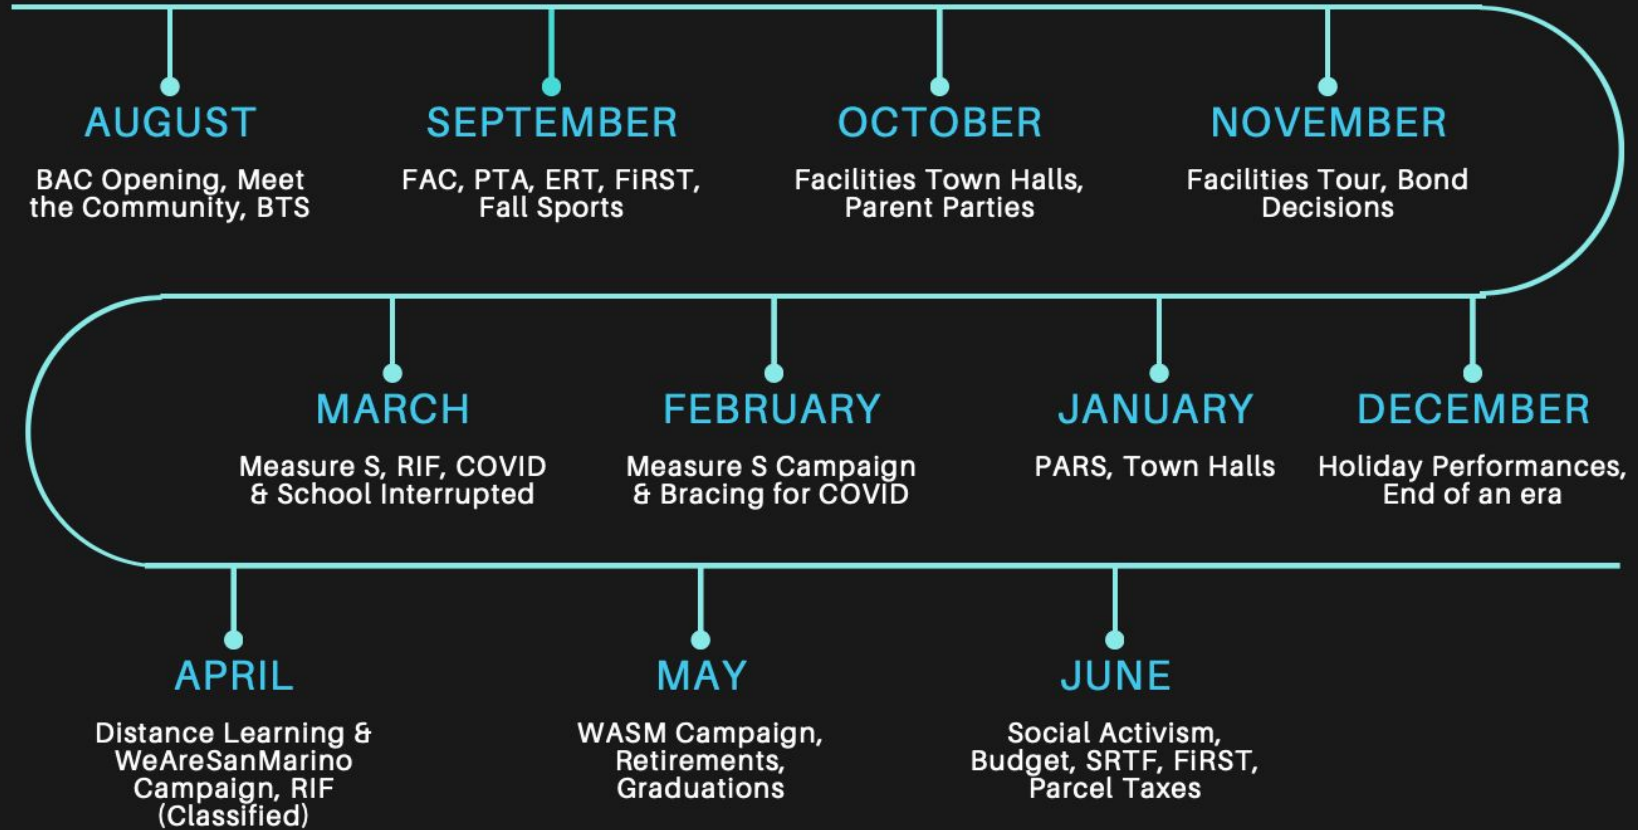 AUGUST
BAC Opening, Meet
the Community, BTS
SEPTEMBER
FAC, PTA, ERT, FiRST,
Fall Sports
OCTOBER
Facilities Town Halls,
Parent Parties
NOVEMBER
Facilities Tour, Bond
Decisions
DECEMBER
Holiday Performances,
End of an era
JANUARY
PARS, Town Halls
FEBRUARY
Measure S Campaign
& Bracing for COVID
MARCH
Measure S, RIF, COVID
& School Interrupted
APRIL
Distance Learning &
WeAreSanMarino
Campaign, RIF
(Classified)
MAY
WASM Campaign,
Retirements,
Graduations
JUNE
Social Activism,
Budget, SRTF, FiRST,
Parcel Taxes